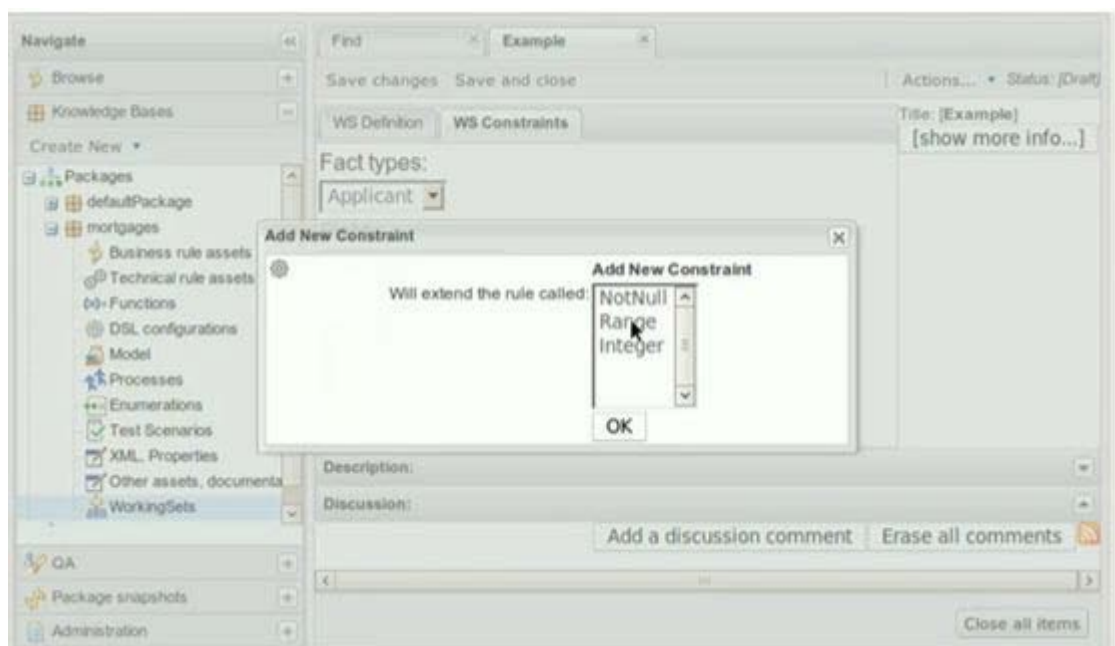 Navigate
Find
Example
Browse
Save changes Save and close
Actions...
Status: [Draft]
Knowledge Bases
WS Definition
WS Constraints
Title: [Example]
[show more info...]
Create New
Fact types:
Packages
Applicant
defaultPackage
mortgages
Add New Constraint
Business rule assets
Add New Constraint
Technical rule assets
Will extend the rule called:
NotNull
Functions
Range
DSL configurations
Integer
Model
Processes
Enumerations
OK
Test Scenarios
XML, Properties
Description:
Other assets, documenta
WorkingSets
Discussion:
Add a discussion comment
Erase all comments
QA
Package snapshots
Administration
Close all items